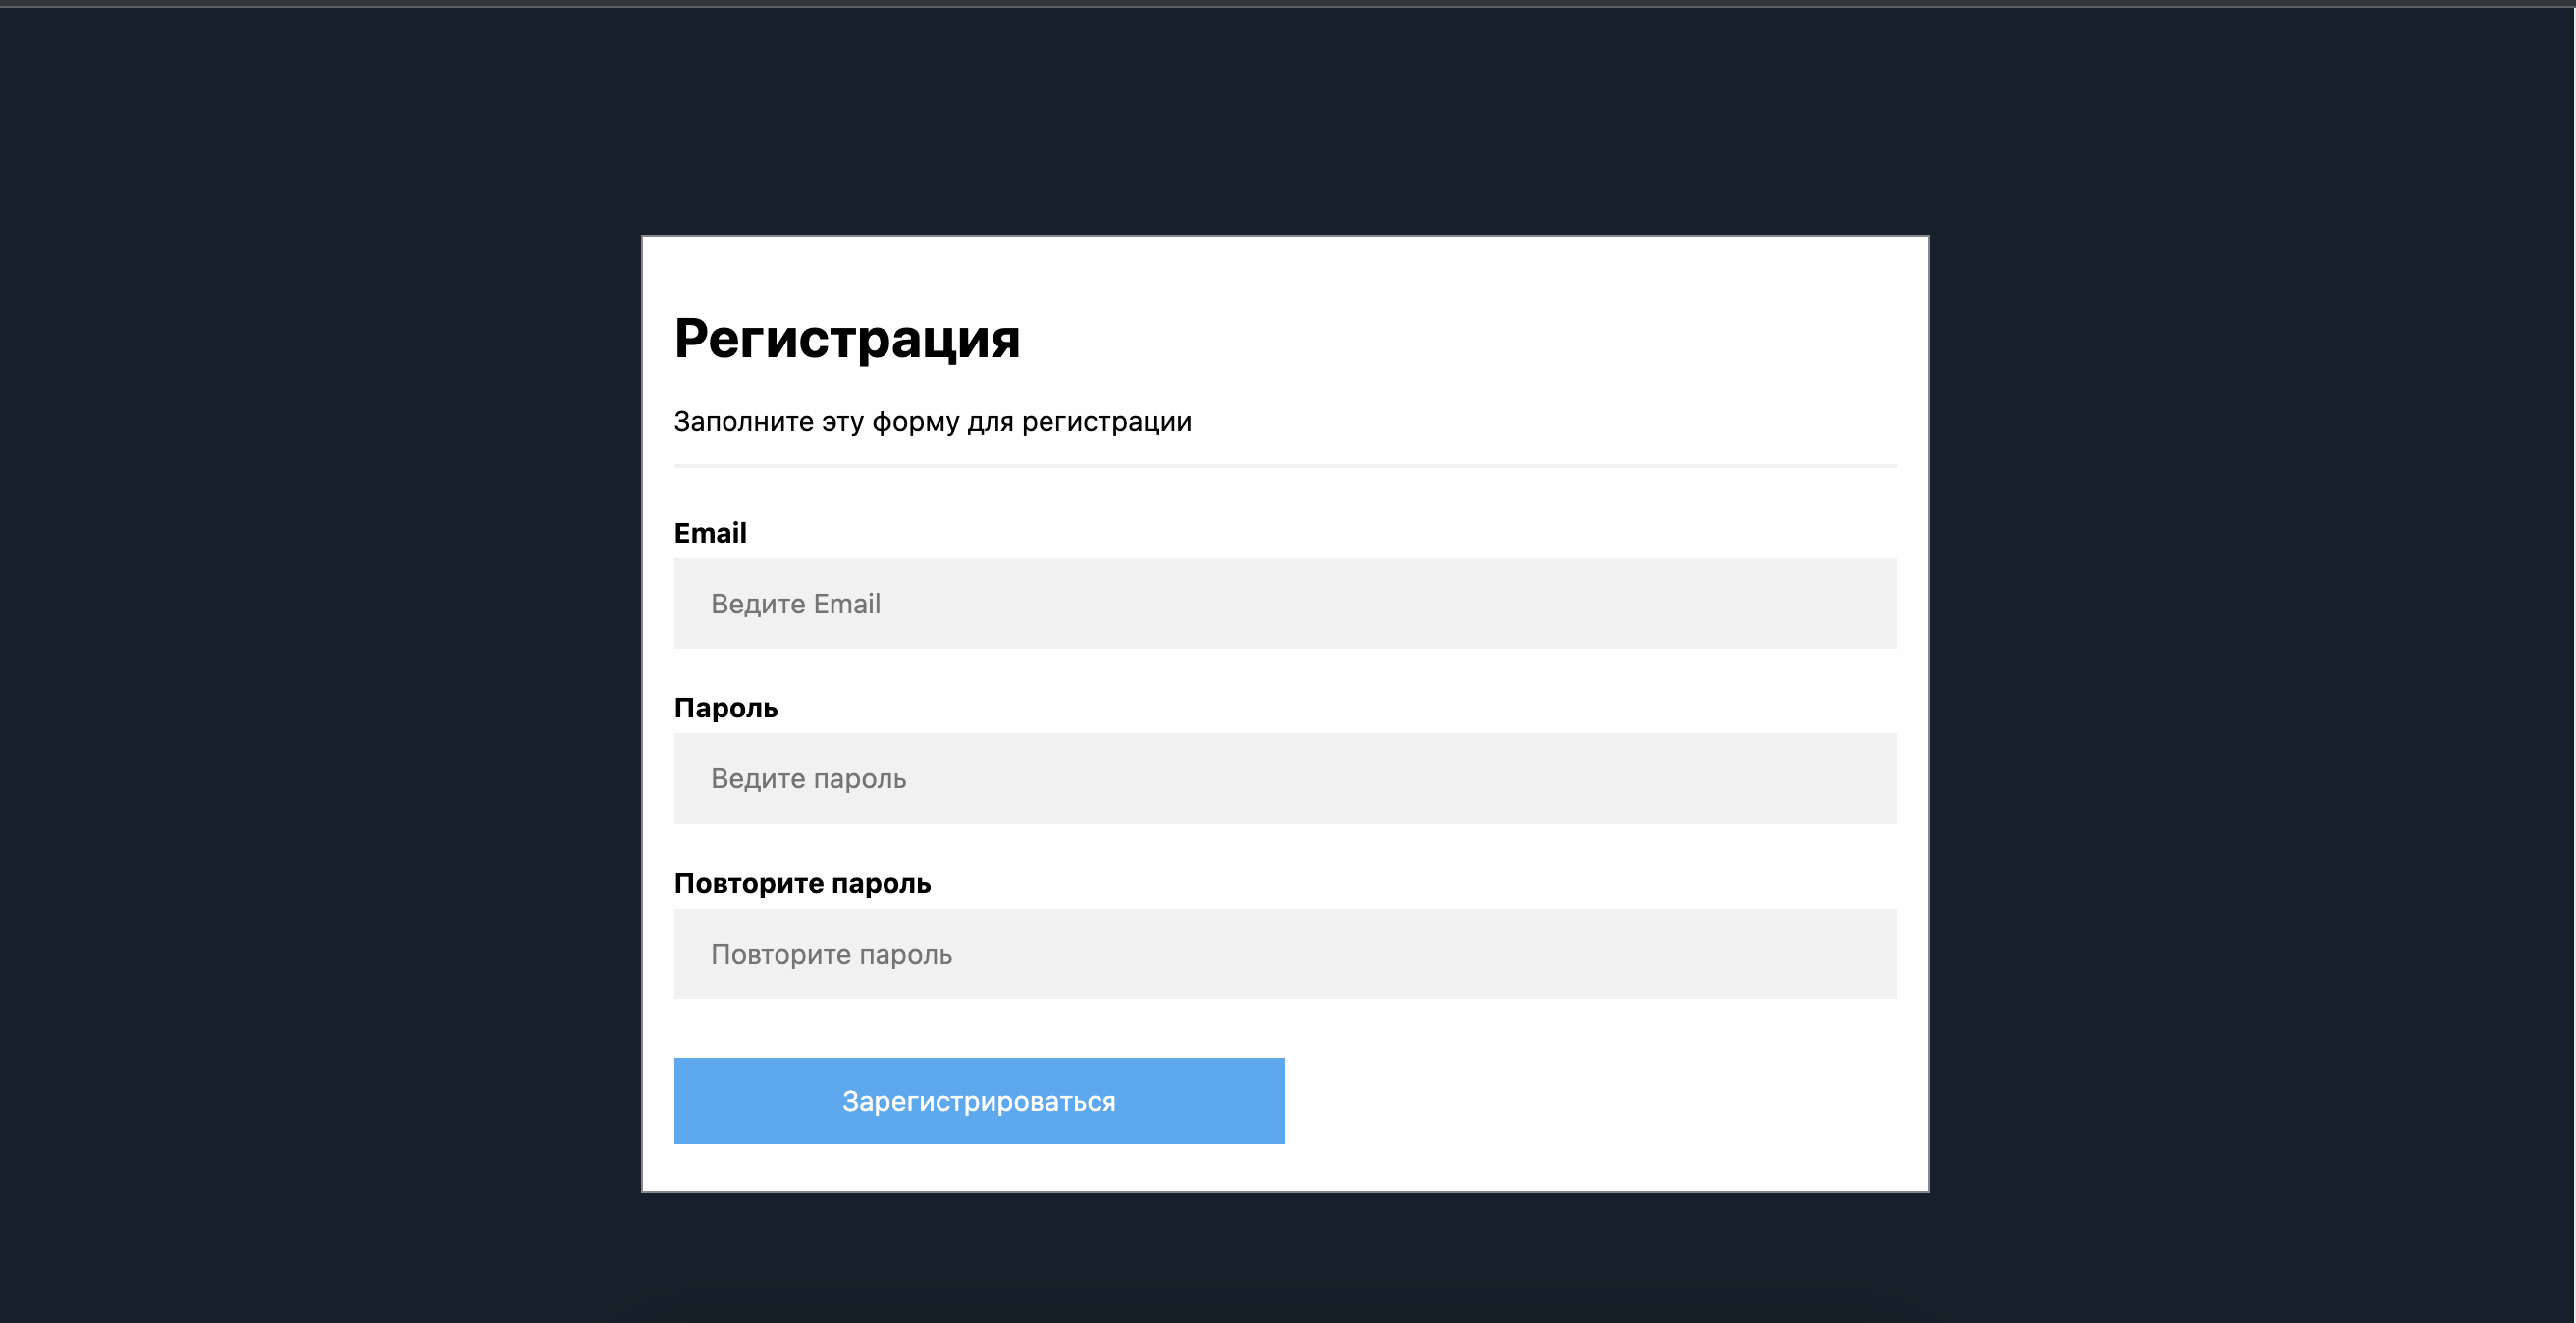 Регистрация
Заполните эту форму для регистрации
Email
Ведите Email
Пароль
Ведите пароль
Повторите пароль
Повторите пароль
Зарегистрироваться